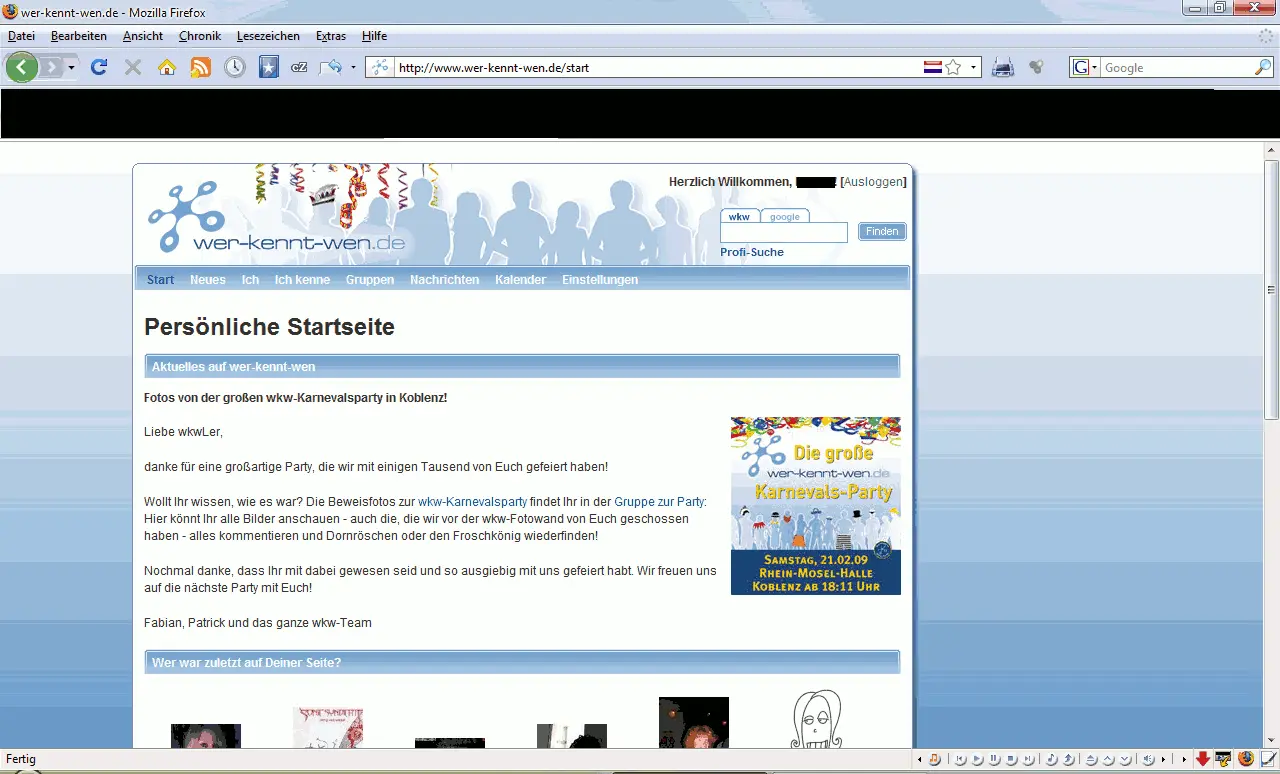 wer-kennt-wen.de - Mozilla Firefox
Datei Bearbeiten Ansicht Chronik Lesezeichen Extras Hilfe
http://www.wer-kennt-wen.de/start
G Google
Herzlich Willkommen, ! [Ausloggen]
wkw google
Finden
Profi-Suche
wer-kennt-wen.de
Start Neues Ich Ich kenne Gruppen Nachrichten Kalender Einstellungen
Persönliche Startseite
Aktuelles auf wer-kennt-wen
Fotos von der großen wkw-Karnevalsparty in Koblenz!
Liebe wkwLer,
danke für eine großartige Party, die wir mit einigen Tausend von Euch gefeiert haben!
Wollt Ihr wissen, wie es war? Die Beweisfotos zur wkw-Karnevalsparty findet Ihr in der Gruppe zur Party:
Hier könnt Ihr alle Bilder anschauen - auch die, die wir vor der wkw-Fotowand von Euch geschossen
haben - alles kommentieren und Dornröschen oder den Froschkönig wiederfinden!
Nochmal danke, dass Ihr mit dabei gewesen seid und so ausgiebig mit uns gefeiert habt. Wir freuen uns
auf die nächste Party mit Euch!
Fabian, Patrick und das ganze wkw-Team
Die große
wer-kennt-wen.de
Karnevals-Party
Samstag, 21.02.09
Rhein-Mosel-Halle
Koblenz ab 18:11 Uhr
Wer war zuletzt auf Deiner Seite?
Fertig